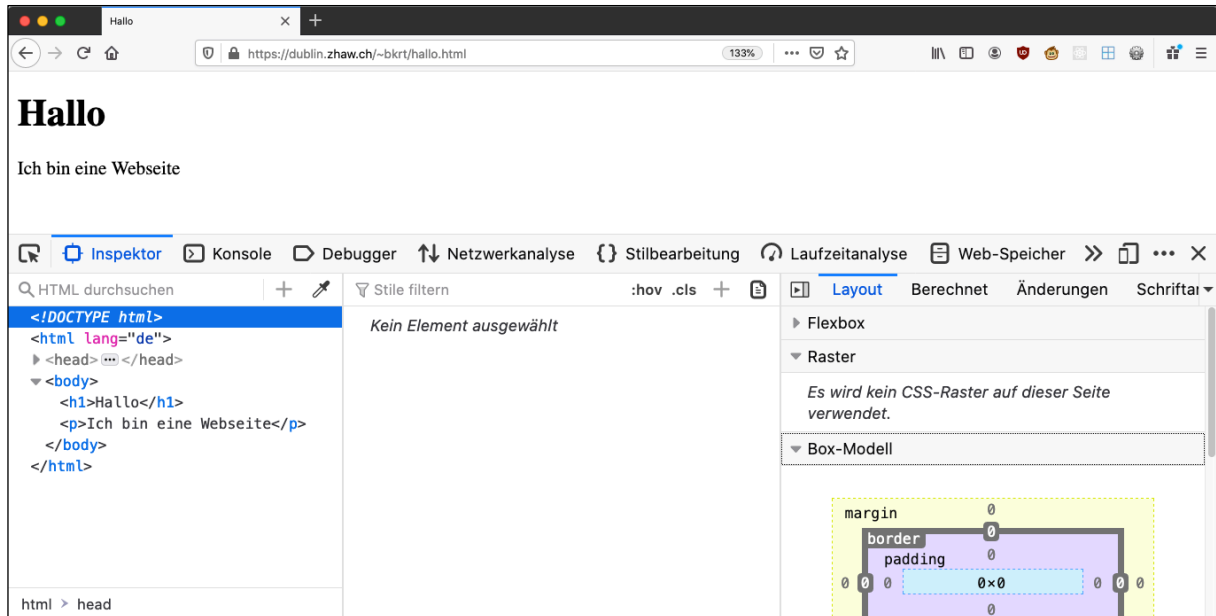 Hallo
https://dublin.zhaw.ch/~bkrt/hallo.html 133%
Hallo
Ich bin eine Webseite
Inspektor Konsole Debugger Netzwerkanalyse Stilbearbeitung Laufzeitanalyse Web-Speicher
HTML durchsuchen
<!DOCTYPE html>
<html lang="de">
<head> ••• </head>
<body>
<h1>Hallo</h1>
<p>Ich bin eine Webseite</p>
</body>
</html>
html > head
Stile filtern :hov .cls
Kein Element ausgewählt
Layout Berechnet Änderungen Schriftar
Flexbox
Raster
Es wird kein CSS-Raster auf dieser Seite
verwendet.
Box-Modell
margin 0
border 0
padding 0
0 0 0 0×0 0 0 0
0